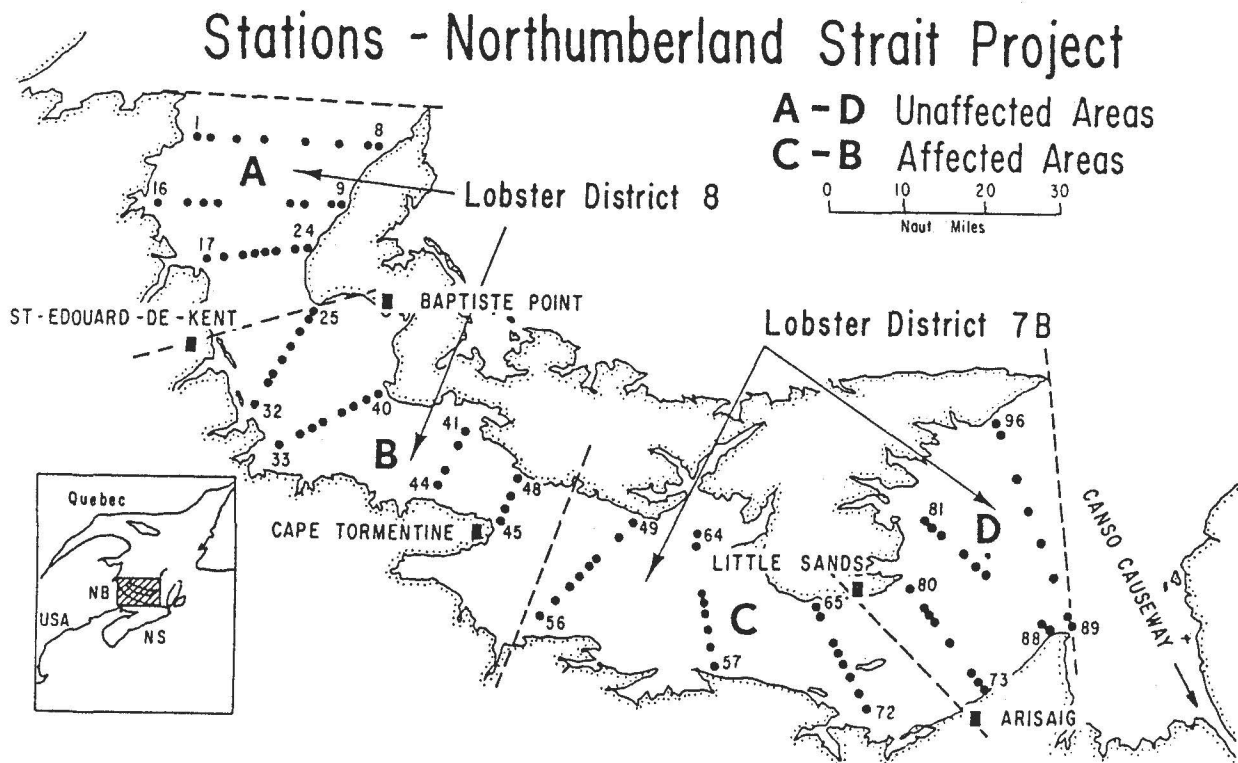 Stations - Northumberland Strait Project
A - D Unaffected Areas
C - B Affected Areas
0 10 20 30
Naut Miles
1
8
A
16
9
Lobster District 8
17
24
ST-EDOUARD-DE-KENT
25
BAPTISTE POINT
Lobster District 7B
32
40
33
41
B
44
48
96
CAPE TORMENTINE
45
49
64
81
D
LITTLE SANDS
CANSO CAUSEWAY
Quebec
NB
USA
NS
56
C
65
80
57
88
89
73
72
ARISAIG